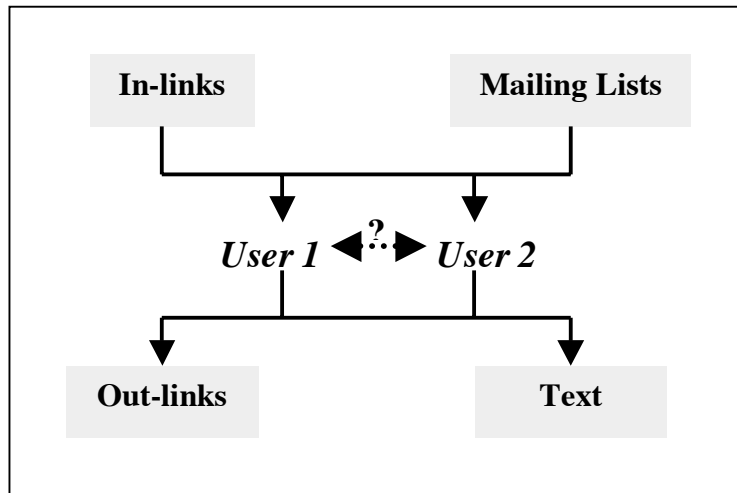 In-links
Mailing Lists
?
User 1
User 2
Out-links
Text